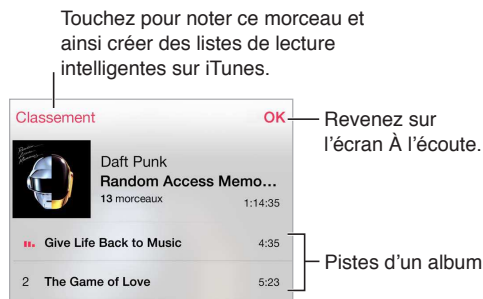 Touchez pour noter ce morceau et
ainsi créer des listes de lecture
intelligentes sur iTunes.
Classement
OK
Revenez sur
l'écran À l'écoute.
Daft Punk
Random Access Memo...
13 morceaux
1:14:35
Give Life Back to Music 4:35
2 The Game of Love 5:23
Pistes d'un album